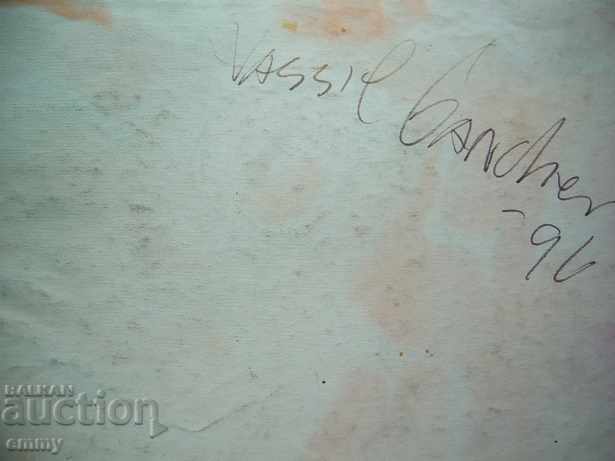 Vassil
Ganchev
-96
BALKAN
auction
emmy